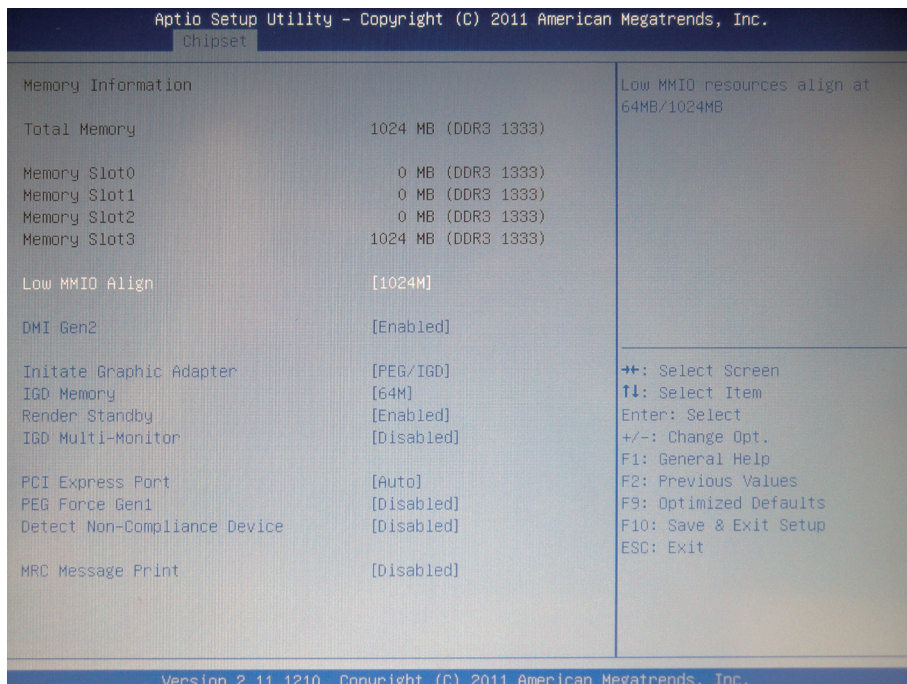 Aptio Setup Utility – Copyright (C) 2011 American Megatrends, Inc.
Chipset
Memory Information
Total Memory 1024 MB (DDR3 1333)
Memory Slot0 0 MB (DDR3 1333)
Memory Slot1 0 MB (DDR3 1333)
Memory Slot2 0 MB (DDR3 1333)
Memory Slot3 1024 MB (DDR3 1333)
Low MMIO Align [1024M]
DMI Gen2 [Enabled]
Initate Graphic Adapter [PEG/IGD]
IGD Memory [64M]
Render Standby [Enabled]
IGD Multi-Monitor [Disabled]
PCI Express Port [Auto]
PEG Force Gen1 [Disabled]
Detect Non-Compliance Device [Disabled]
MRC Message Print [Disabled]
Low MMIO resources align at
64MB/1024MB
→←: Select Screen
↑↓: Select Item
Enter: Select
+/-: Change Opt.
F1: General Help
F2: Previous Values
F9: Optimized Defaults
F10: Save & Exit Setup
ESC: Exit
Version 2.11.1210. Copyright (C) 2011 American Megatrends, Inc.